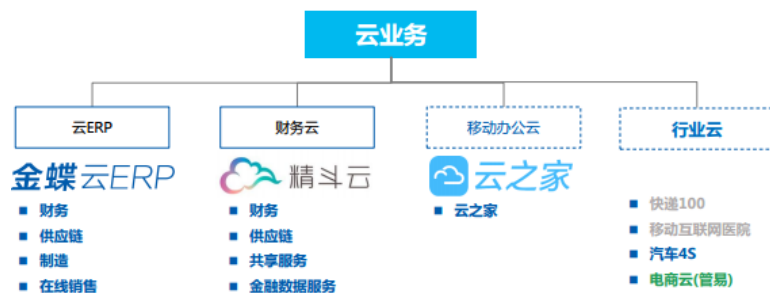 云业务
云ERP
财务云
移动办公云
行业云
金蝶云ERP
精斗云
云之家
■ 财务
■ 供应链
■ 制造
■ 在线销售
■ 财务
■ 供应链
■ 共享服务
■ 金融数据服务
■ 云之家
■ 快递100
■ 移动互联网医院
■ 汽车4S
■ 电商云(管易)